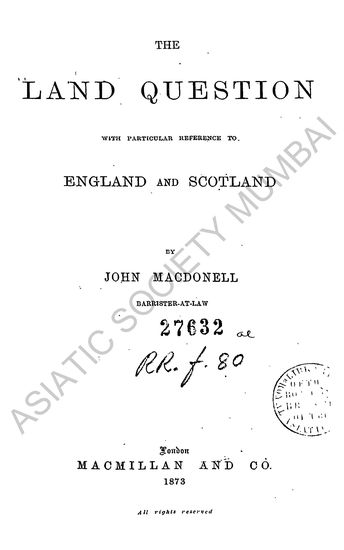 THE
LAND QUESTION
WITH PARTICULAR REFERENCE TO
ENGLAND AND SCOTLAND
BY
JOHN MACDONELL
BARRISTER-AT-LAW
27632
RR. f. 80
London
MACMILLAN AND CO.
1873
All rights reserved
ASIATIC SOCIETY MUMBAI